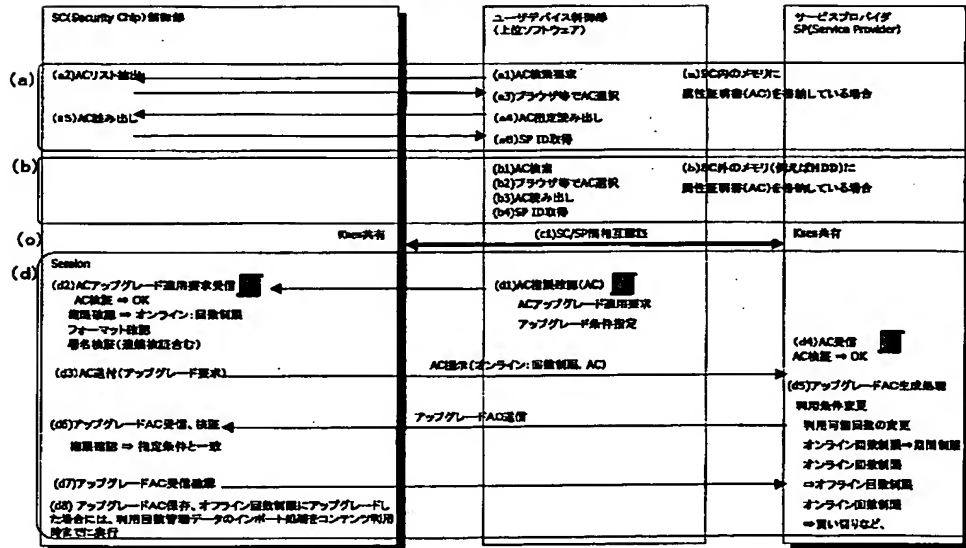 SC(Security Chip)制御部
ユーザデバイス制御部
(上位ソフトウェア)
サービスプロバイダ
SP(Service Provider)
(a)
(a2)ACリスト抽出
(a1)AC検索要求
(a)SC内のメモリに
(a3)ブラウザ等でAC選択
属性証明書(AC)を格納している場合
(a5)AC読み出し
(a4)AC指定読み出し
(a6)SP ID取得
(b)
(b1)AC検索
(b)SC外のメモリ(例えばHDD)に
(b2)ブラウザ等でAC選択
属性証明書(AC)を格納している場合
(b3)AC読み出し
(b4)SP ID取得
(c)
Kses共有
(c1)SC/SP間相互認証
Kses共有
(d)
Session
(d2)ACアップグレード適用要求受信
(d1)AC権限確認(AC)
AC検証 ⇒ OK
ACアップグレード適用要求
権限確認 ⇒ オンライン:回数制限
アップグレード条件指定
フォーマット確認
署名検証(連鎖検証含む)
(d4)AC受信
AC検証 ⇒ OK
(d3)AC送付(アップグレード要求)
AC提示(オンライン:回数制限、AC)
(d5)アップグレードAC生成処理
利用条件変更
アップグレードAC送信
(d6)アップグレードAC受信、検証
利用可能回数の変更
権限確認 ⇒ 指定条件と一致
オンライン回数制限⇒期間制限
オンライン回数制限
(d7)アップグレードAC受信確認
⇒オフライン回数制限
(d8) アップグレードAC保存、オフライン回数制限にアップグレードし
オンライン回数制限
た場合には、利用回数管理データのインポート処理をコンテンツ利用
⇒買い切りなど、
時までに実行